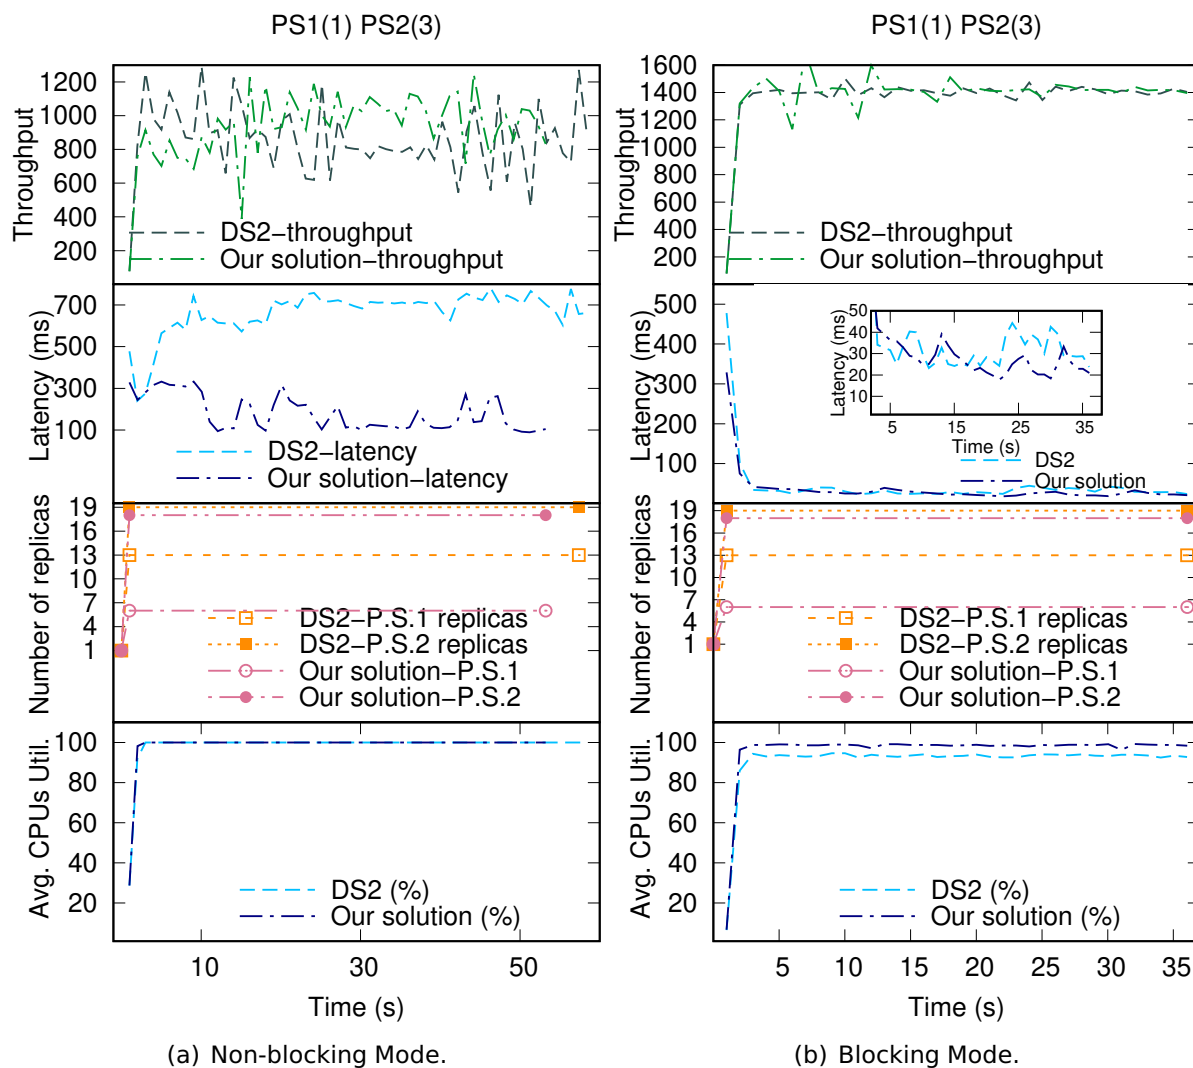 PS1(1) PS2(3)
Throughput
1200
1000
800
600
400
200
DS2−throughput
Our solution−throughput
Latency (ms)
700
500
300
100
DS2−latency
Our solution−latency
Number of replicas
19
16
13
10
7
4
1
DS2−P.S.1 replicas
DS2−P.S.2 replicas
Our solution−P.S.1
Our solution−P.S.2
Avg. CPUs Util.
100
80
60
40
20
DS2 (%)
Our solution (%)
10 30 50
Time (s)
(a) Non-blocking Mode.
PS1(1) PS2(3)
Throughput
1600
1400
1200
1000
800
600
400
200
DS2−throughput
Our solution−throughput
Latency (ms)
500
400
300
200
100
Latency (ms)
50
40
30
20
10
5 15 25 35
Time (s)
DS2
Our solution
Number of replicas
19
16
13
10
7
4
1
DS2−P.S.1 replicas
DS2−P.S.2 replicas
Our solution−P.S.1
Our solution−P.S.2
Avg. CPUs Util.
100
80
60
40
20
DS2 (%)
Our solution (%)
5 10 15 20 25 30 35
Time (s)
(b) Blocking Mode.